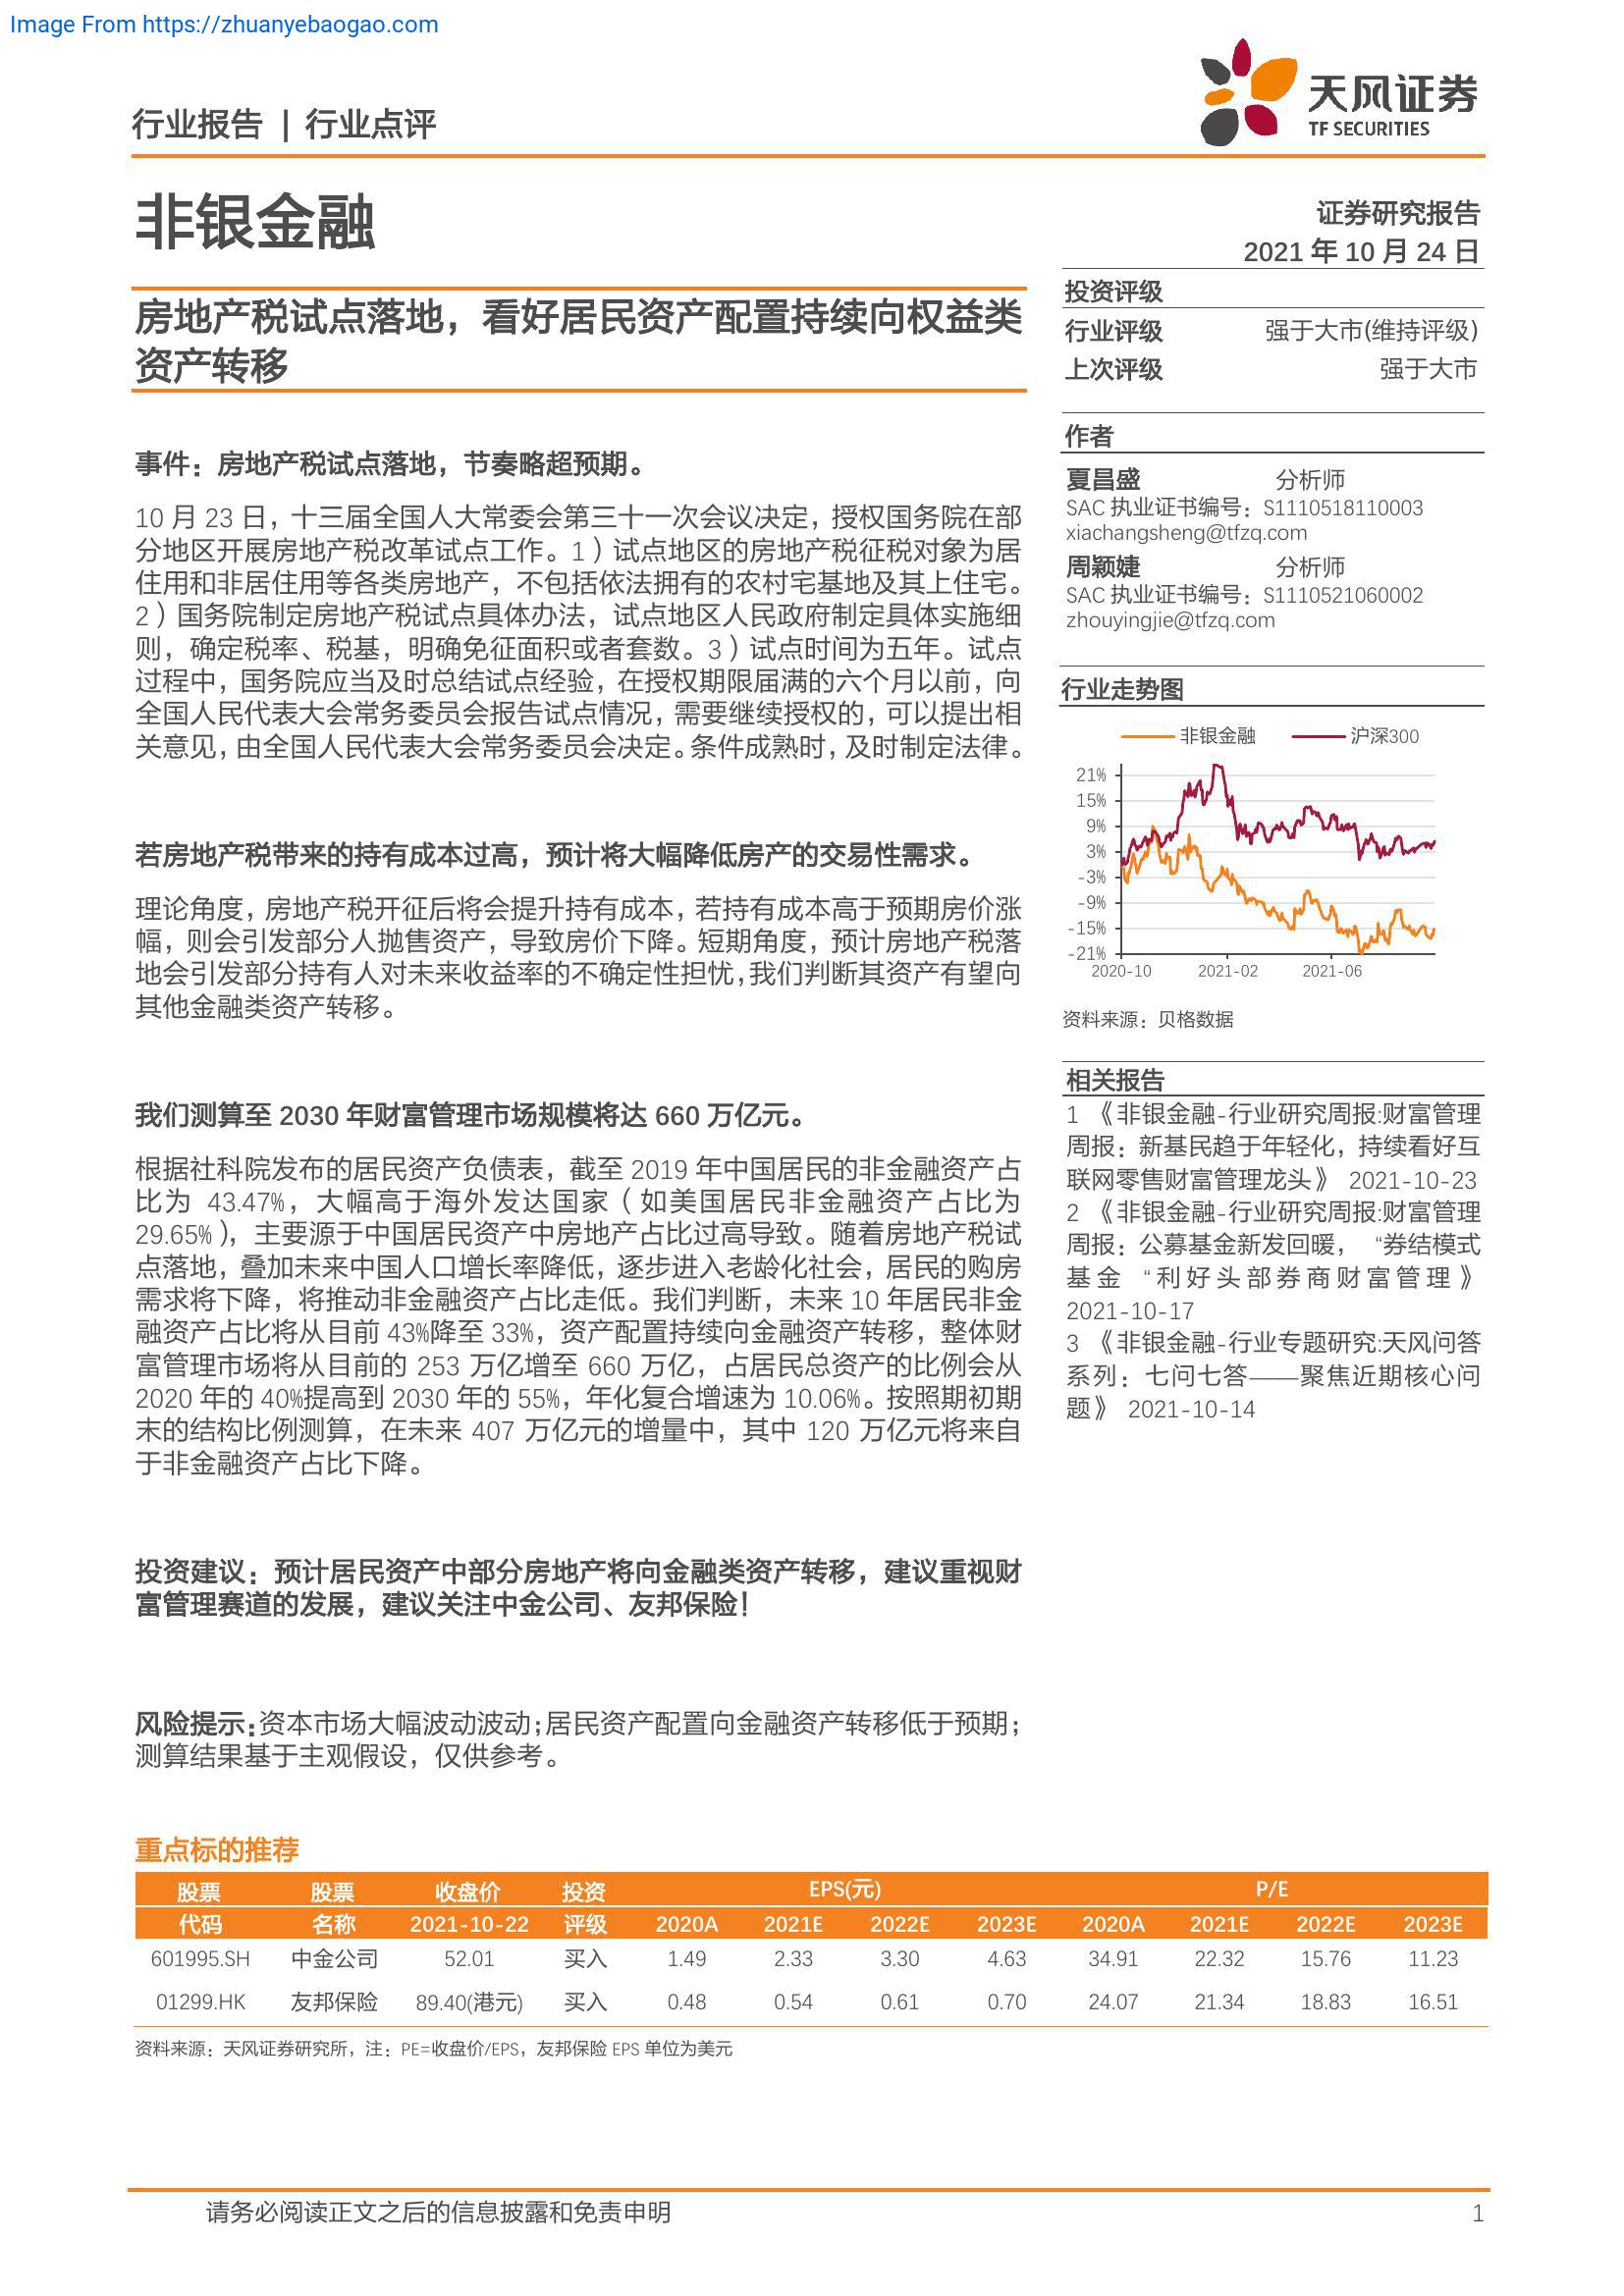 Image From https://zhuanyebaogao.com
行业报告 | 行业点评
天风证券
TF SECURITIES
非银金融
证券研究报告
2021 年 10 月 24 日
房地产税试点落地，看好居民资产配置持续向权益类
资产转移
事件：房地产税试点落地，节奏略超预期。
10 月 23 日，十三届全国人大常委会第三十一次会议决定，授权国务院在部
分地区开展房地产税改革试点工作。1）试点地区的房地产税征税对象为居
住用和非居住用等各类房地产，不包括依法拥有的农村宅基地及其上住宅。
2）国务院制定房地产税试点具体办法，试点地区人民政府制定具体实施细
则，确定税率、税基，明确免征面积或者套数。3）试点时间为五年。试点
过程中，国务院应当及时总结试点经验，在授权期限届满的六个月以前，向
全国人民代表大会常务委员会报告试点情况，需要继续授权的，可以提出相
关意见，由全国人民代表大会常务委员会决定。条件成熟时，及时制定法律。
若房地产税带来的持有成本过高，预计将大幅降低房产的交易性需求。
理论角度，房地产税开征后将会提升持有成本，若持有成本高于预期房价涨
幅，则会引发部分人抛售资产，导致房价下降。短期角度，预计房地产税落
地会引发部分持有人对未来收益率的不确定性担忧，我们判断其资产有望向
其他金融类资产转移。
我们测算至 2030 年财富管理市场规模将达 660 万亿元。
根据社科院发布的居民资产负债表，截至 2019 年中国居民的非金融资产占
比为 43.47%，大幅高于海外发达国家（如美国居民非金融资产占比为
29.65%），主要源于中国居民资产中房地产占比过高导致。随着房地产税试
点落地，叠加未来中国人口增长率降低，逐步进入老龄化社会，居民的购房
需求将下降，将推动非金融资产占比走低。我们判断，未来 10 年居民非金
融资产占比将从目前 43%降至 33%，资产配置持续向金融资产转移，整体财
富管理市场将从目前的 253 万亿增至 660 万亿，占居民总资产的比例会从
2020 年的 40%提高到 2030 年的 55%，年化复合增速为 10.06%。按照期初期
末的结构比例测算，在未来 407 万亿元的增量中，其中 120 万亿元将来自
于非金融资产占比下降。
投资建议：预计居民资产中部分房地产将向金融类资产转移，建议重视财
富管理赛道的发展，建议关注中金公司、友邦保险！
风险提示：资本市场大幅波动波动；居民资产配置向金融资产转移低于预期；
测算结果基于主观假设，仅供参考。
投资评级
行业评级 强于大市(维持评级)
上次评级 强于大市
作者
夏昌盛 分析师
SAC 执业证书编号：S1110518110003
xiachangsheng@tfzq.com
周颖婕 分析师
SAC 执业证书编号：S1110521060002
zhouyingjie@tfzq.com
行业走势图
非银金融 沪深300
21%
15%
9%
3%
-3%
-9%
-15%
-21%
2020-10 2021-02 2021-06
资料来源：贝格数据
相关报告
1 《非银金融-行业研究周报:财富管理
周报：新基民趋于年轻化，持续看好互
联网零售财富管理龙头》 2021-10-23
2 《非银金融-行业研究周报:财富管理
周报：公募基金新发回暖， “券结模式
基金 “利好头部券商财富管理》
2021-10-17
3 《非银金融-行业专题研究:天风问答
系列：七问七答——聚焦近期核心问
题》 2021-10-14
重点标的推荐
股票 股票 收盘价 投资 EPS(元) P/E
代码 名称 2021-10-22 评级 2020A 2021E 2022E 2023E 2020A 2021E 2022E 2023E
601995.SH 中金公司 52.01 买入 1.49 2.33 3.30 4.63 34.91 22.32 15.76 11.23
01299.HK 友邦保险 89.40(港元) 买入 0.48 0.54 0.61 0.70 24.07 21.34 18.83 16.51
资料来源：天风证券研究所，注：PE=收盘价/EPS，友邦保险 EPS 单位为美元
请务必阅读正文之后的信息披露和免责申明 1